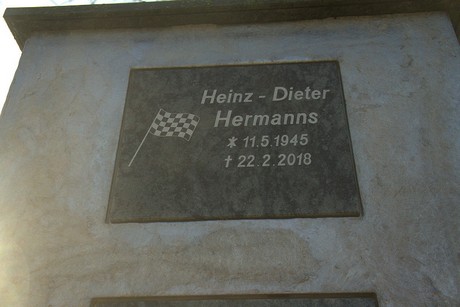 Heinz - Dieter
Hermanns
* 11.5.1945
† 22.2.2018